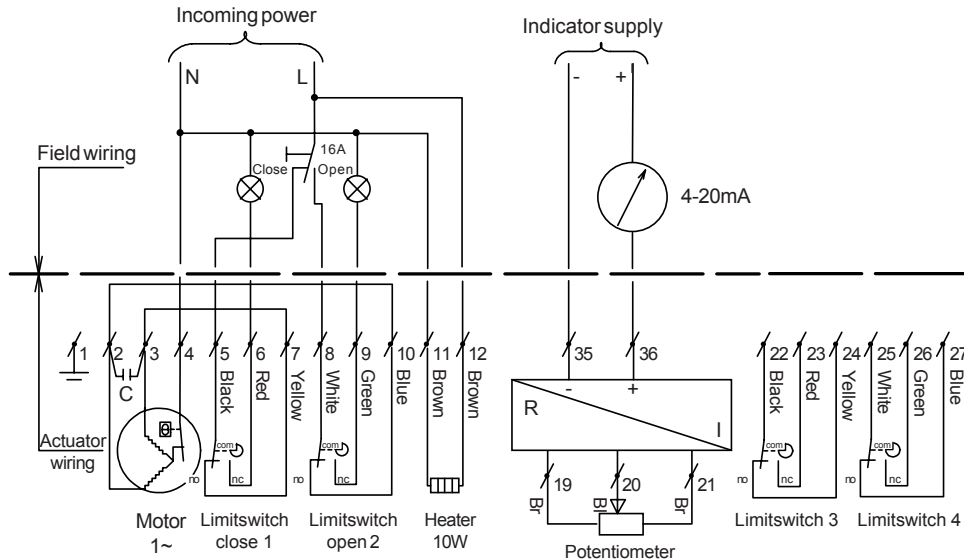 Incoming power
Indicator supply
N
L
-
+
16A
Close
Open
Field wiring
4-20mA
1
2
3
4
5
6
7
8
9
10
11
12
35
36
22
23
24
25
26
27
C
Black
Red
Yellow
White
Green
Blue
Brown
Brown
-
+
R
I
Black
Red
Yellow
White
Green
Blue
Actuator
wiring
com
com
com
com
no
nc
no
nc
no
nc
no
nc
19
20
21
Br
Bl
Br
Motor
1~
Limitswitch
close 1
Limitswitch
open 2
Heater
10W
Potentiometer
Limitswitch 3
Limitswitch 4